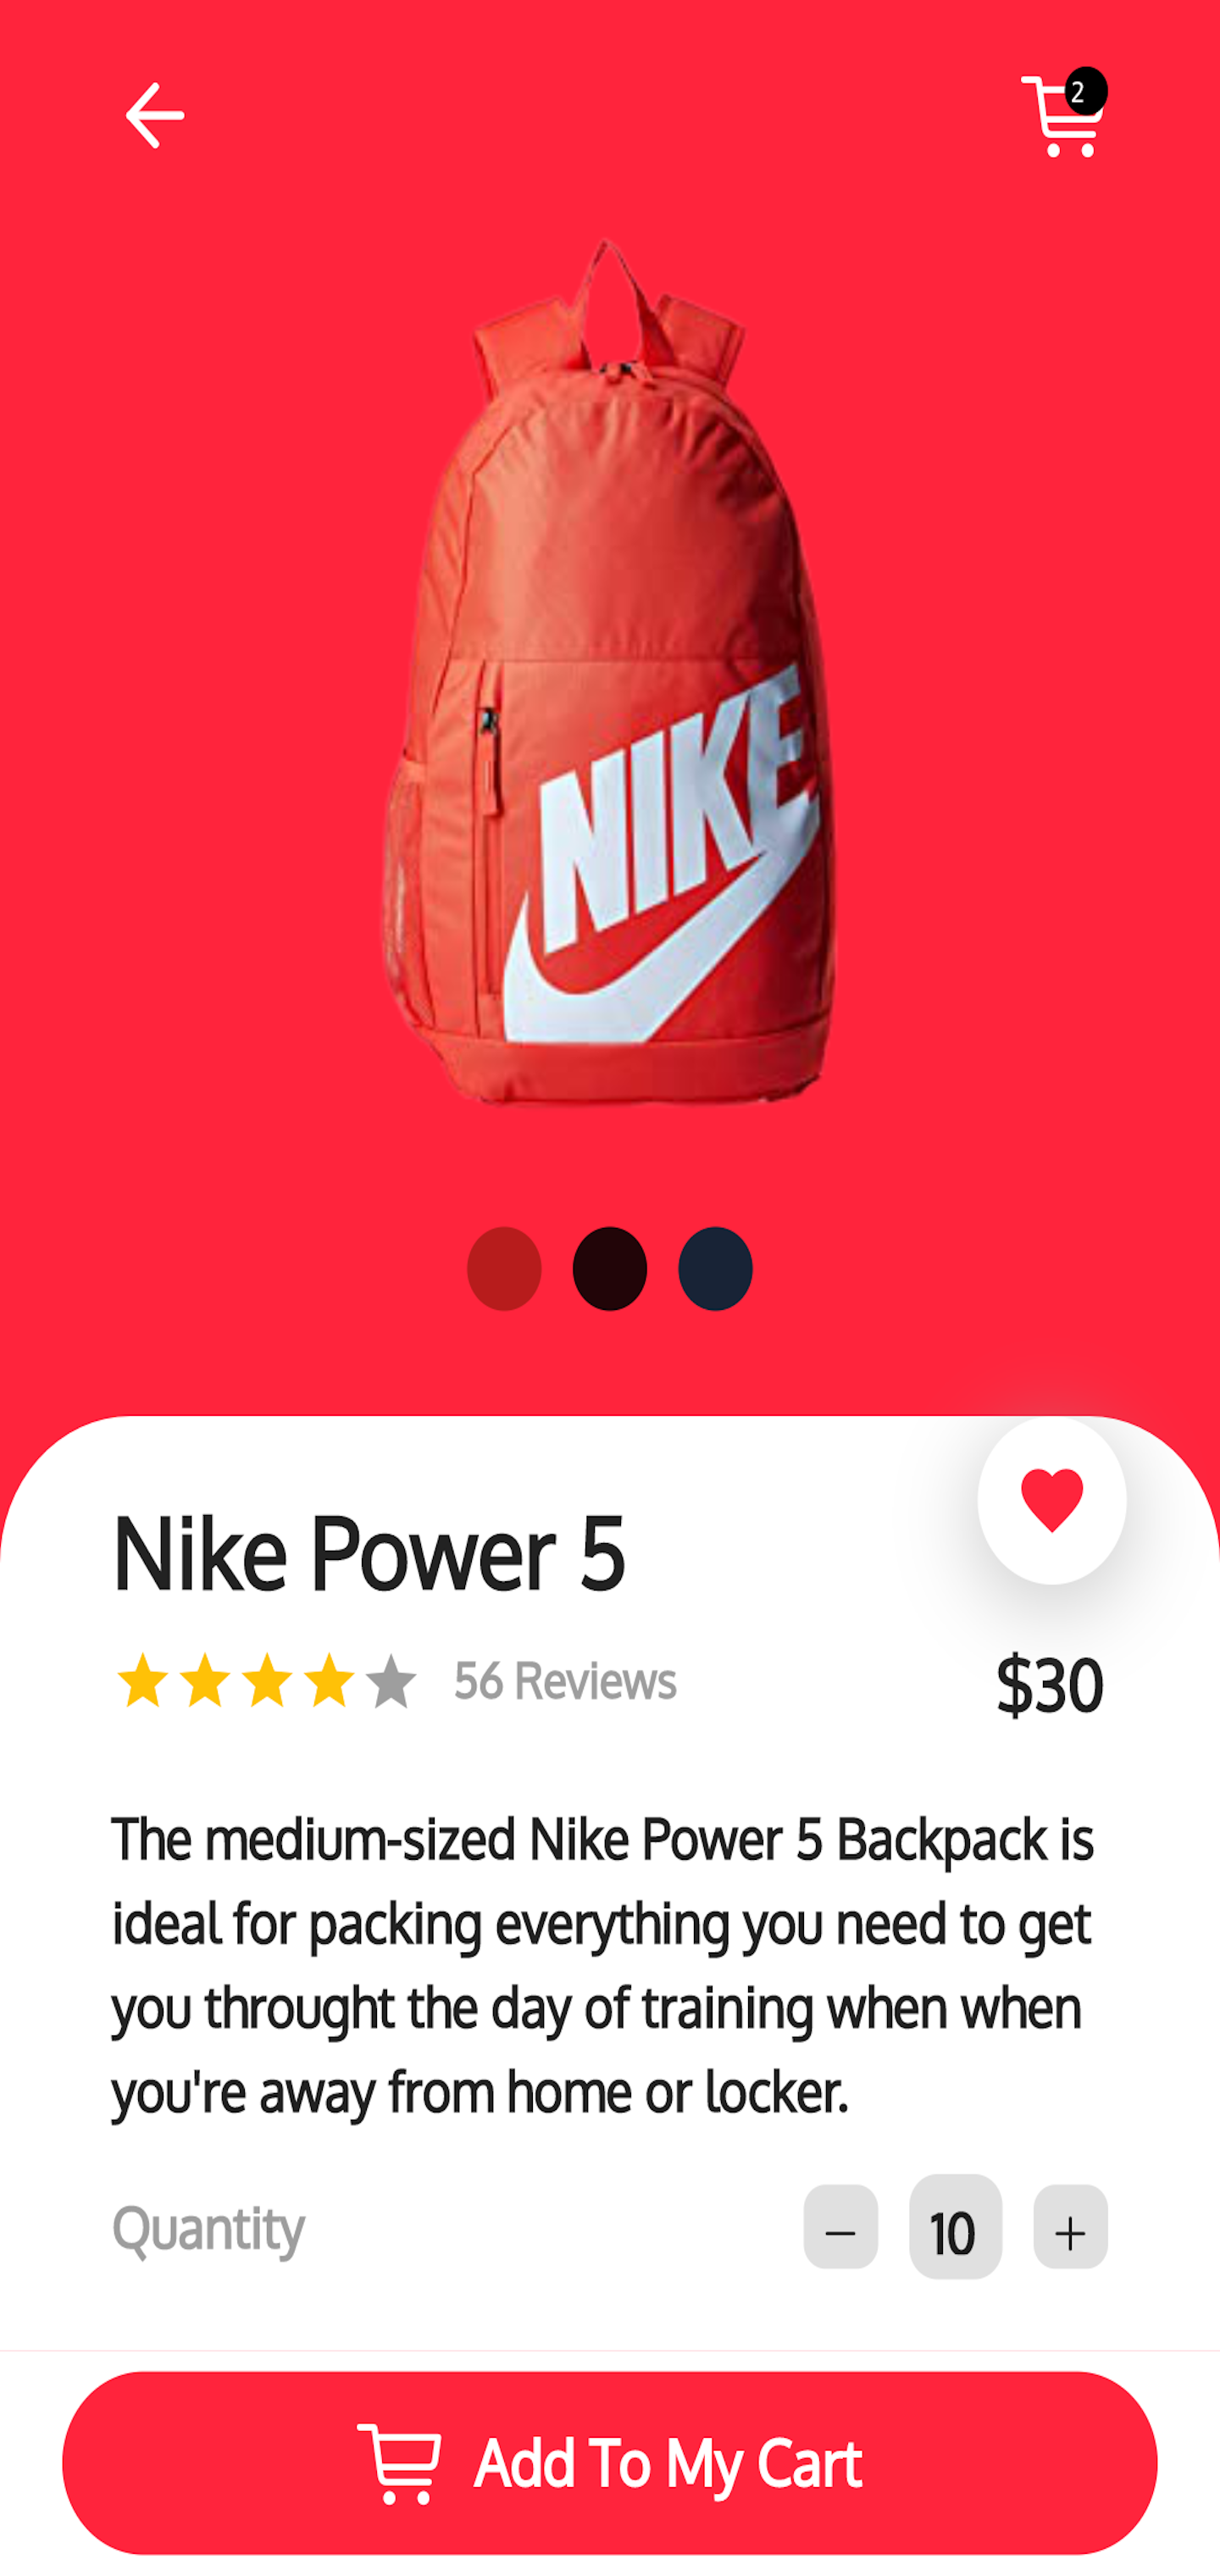 2
NIKE
Nike Power 5
56 Reviews
$30
The medium-sized Nike Power 5 Backpack is
ideal for packing everything you need to get
you throught the day of training when when
you're away from home or locker.
Quantity
− 10 +
Add To My Cart